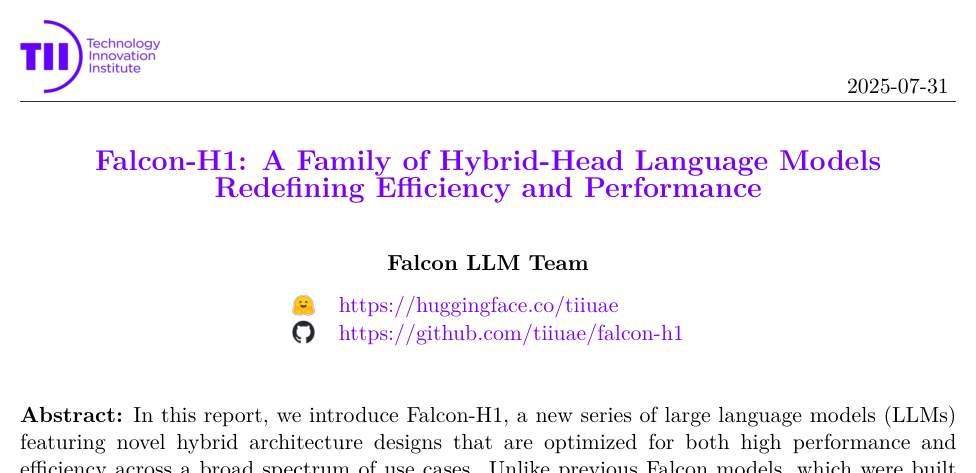 TII Technology
Innovation
Institute
2025-07-31
Falcon-H1: A Family of Hybrid-Head Language Models
Redefining Efficiency and Performance
Falcon LLM Team
https://huggingface.co/tiiuae
https://github.com/tiiuae/falcon-h1
Abstract: In this report, we introduce Falcon-H1, a new series of large language models (LLMs)
featuring novel hybrid architecture designs that are optimized for both high performance and
efficiency across a broad spectrum of use cases. Unlike previous Falcon models, which were built